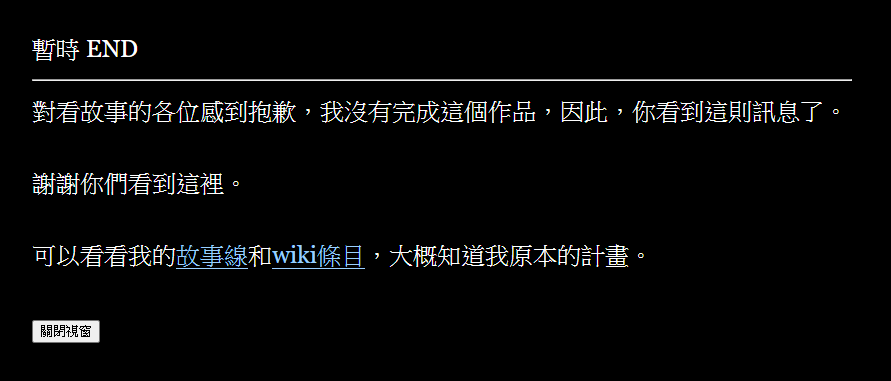 暫時 END
對看故事的各位感到抱歉，我沒有完成這個作品，因此，你看到這則訊息了。
謝謝你們看到這裡。
可以看看我的故事線和wiki條目，大概知道我原本的計畫。
關閉視窗